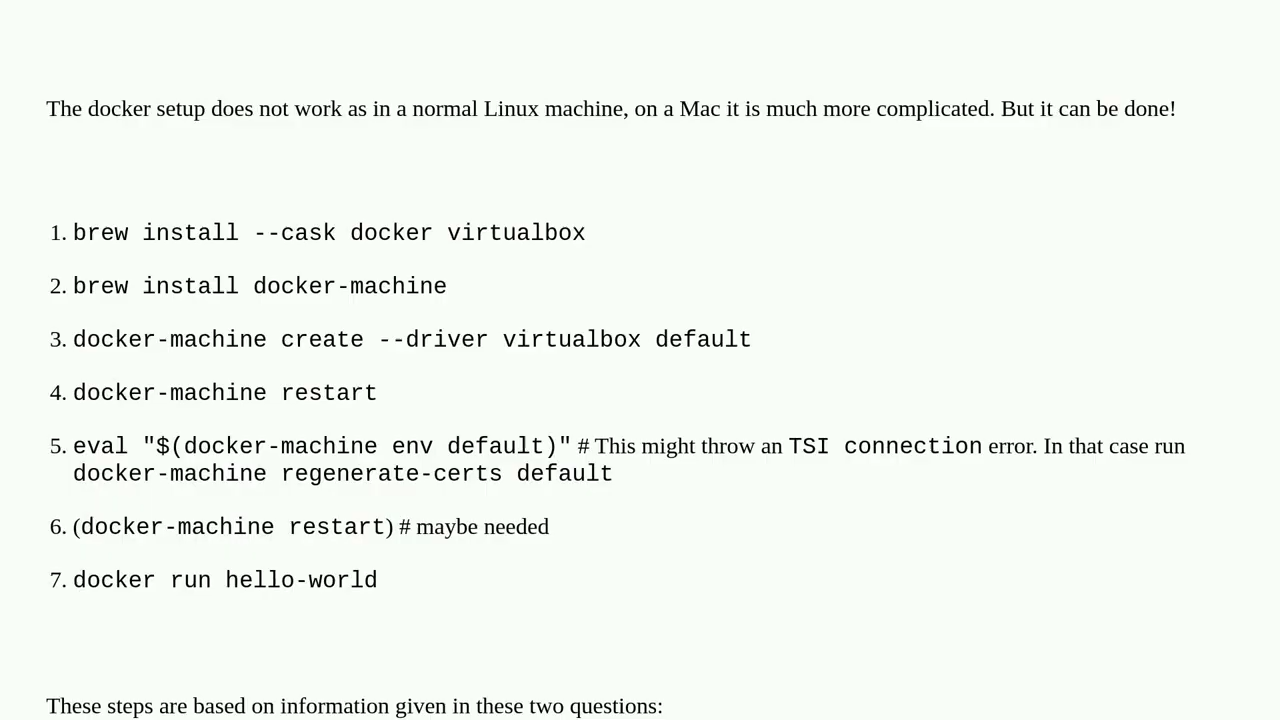 The docker setup does not work as in a normal Linux machine, on a Mac it is much more complicated. But it can be done!
1. brew install --cask docker virtualbox
2. brew install docker-machine
3. docker-machine create --driver virtualbox default
4. docker-machine restart
5. eval "$(docker-machine env default)" # This might throw an TSI connection error. In that case run
docker-machine regenerate-certs default
6. (docker-machine restart) # maybe needed
7. docker run hello-world
These steps are based on information given in these two questions: